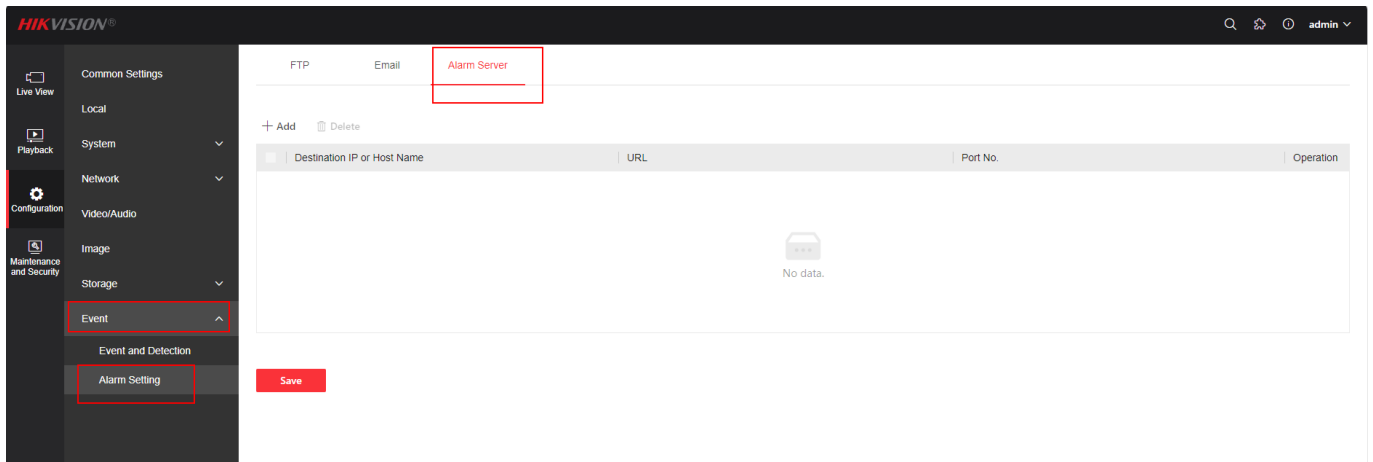 HIKVISION®
admin
Live View
Playback
Configuration
Maintenance
and Security
Common Settings
Local
System
Network
Video/Audio
Image
Storage
Event
Event and Detection
Alarm Setting
FTP Email Alarm Server
+ Add Delete
Destination IP or Host Name URL Port No. Operation
No data.
Save